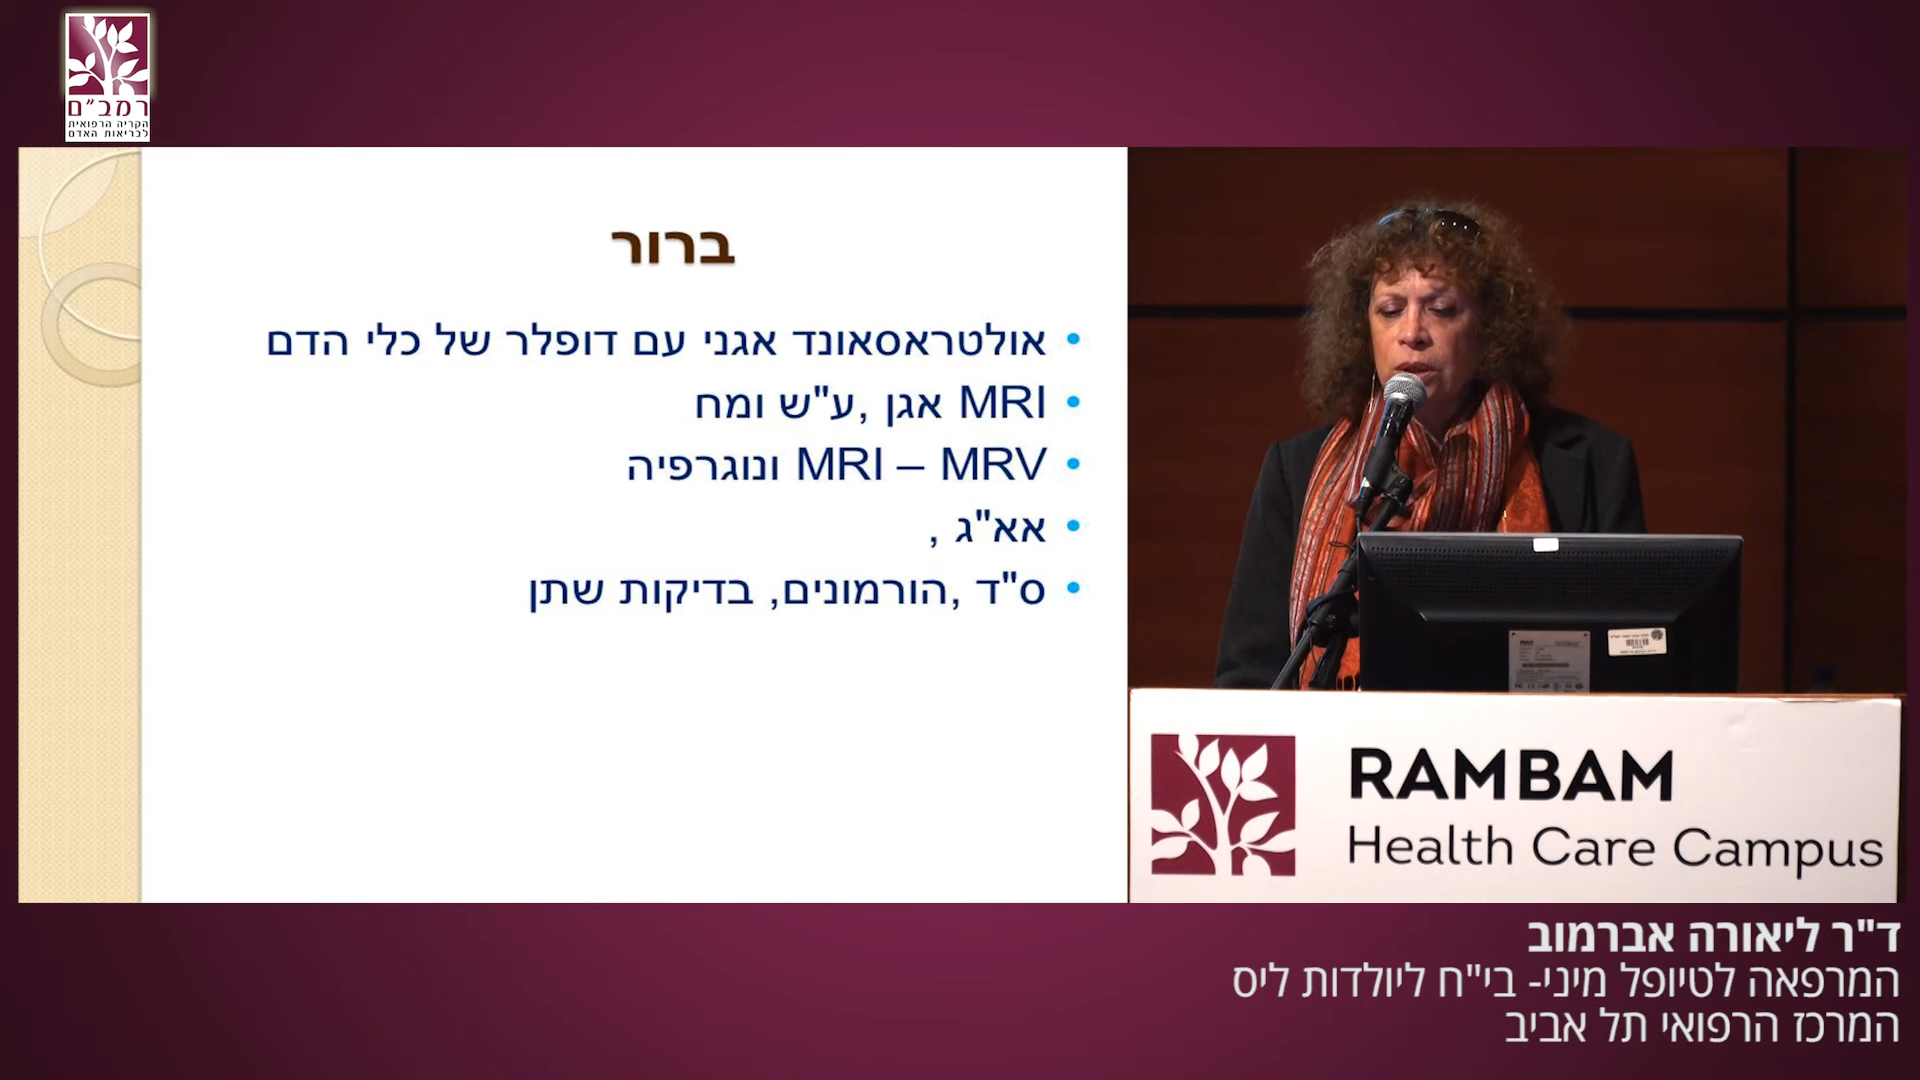 רמב״ם
הקריה הרפואית
לבריאות האדם
ברור
• אולטראסאונד אגני עם דופלר של כלי הדם
• MRI אגן ,ע"ש ומח
• MRI – MRV ונוגרפיה
• אא"ג ,
• ס"ד ,הורמונים, בדיקות שתן
RAMBAM
Health Care Campus
ד"ר ליאורה אברמוב
המרפאה לטיופל מיני- בי"ח ליולדות ליס
המרכז הרפואי תל אביב